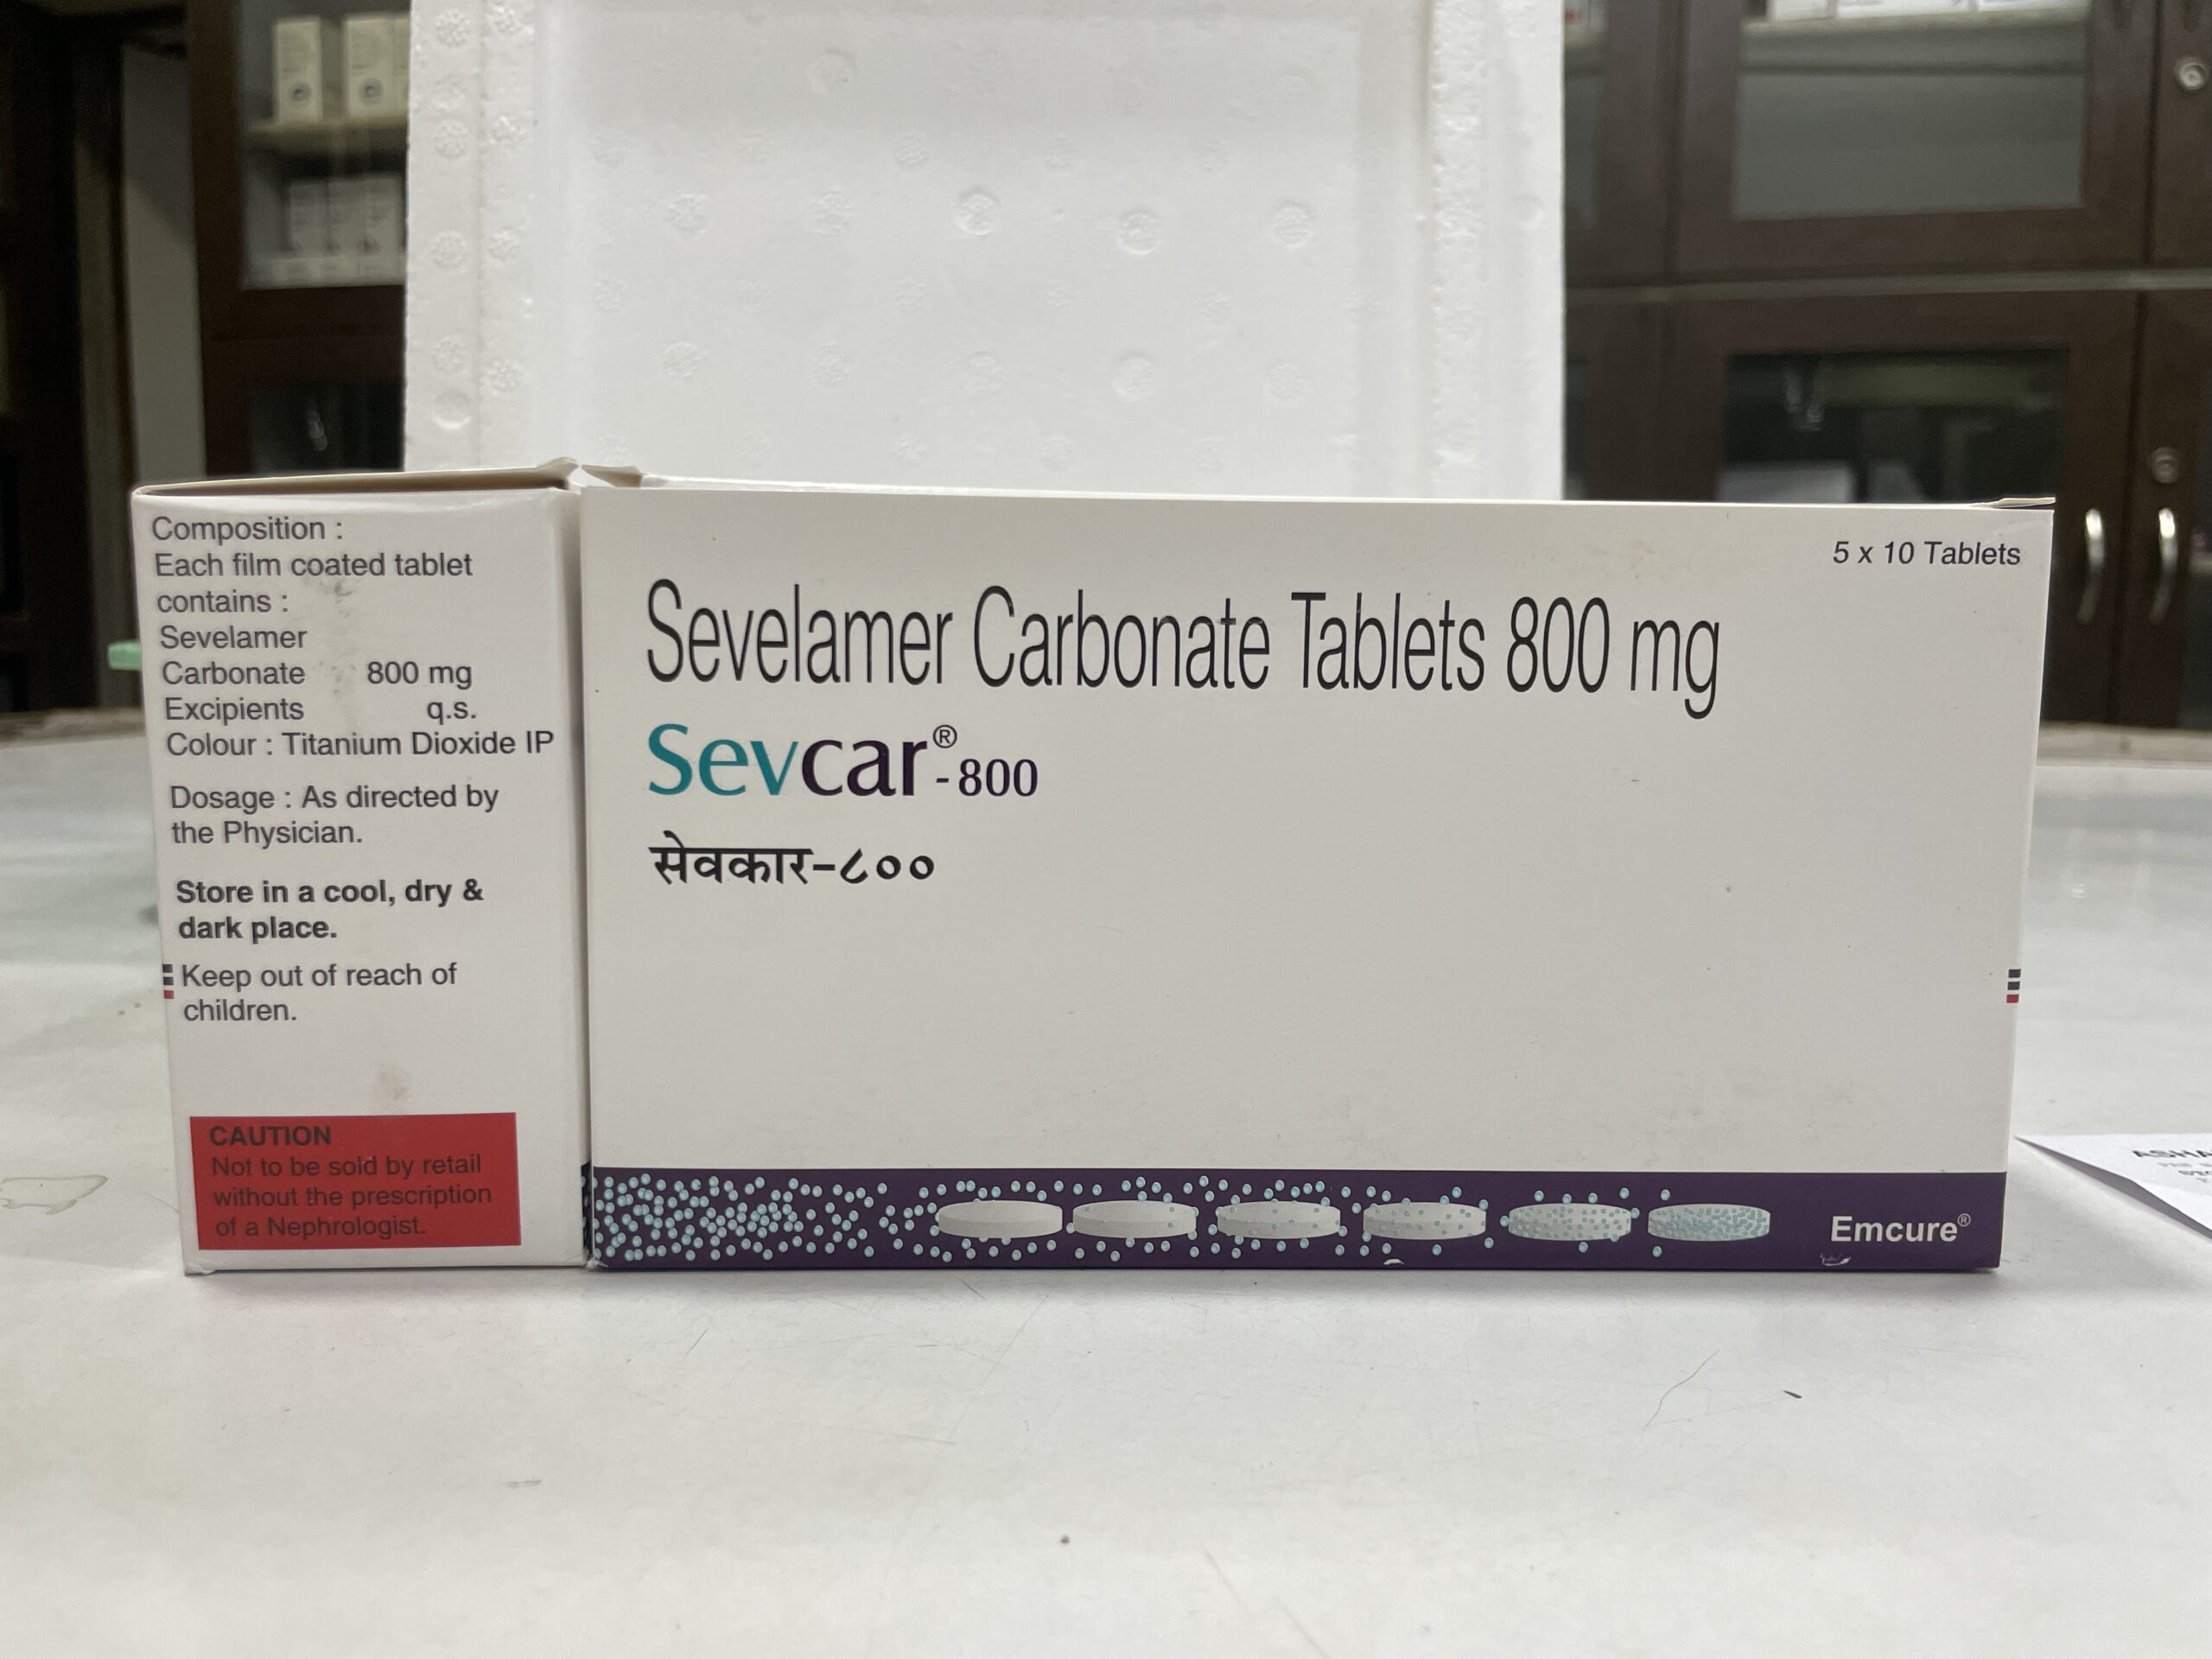 Composition :
Each film coated tablet
contains :
Sevelamer
Carbonate 800 mg
Excipients q.s.
Colour : Titanium Dioxide IP
Dosage : As directed by
the Physician.
Store in a cool, dry &
dark place.
Keep out of reach of
children.
CAUTION
Not to be sold by retail
without the prescription
of a Nephrologist.
5 x 10 Tablets
Sevelamer Carbonate Tablets 800 mg
Sevcar®-800
सेवकार-८००
Emcure®